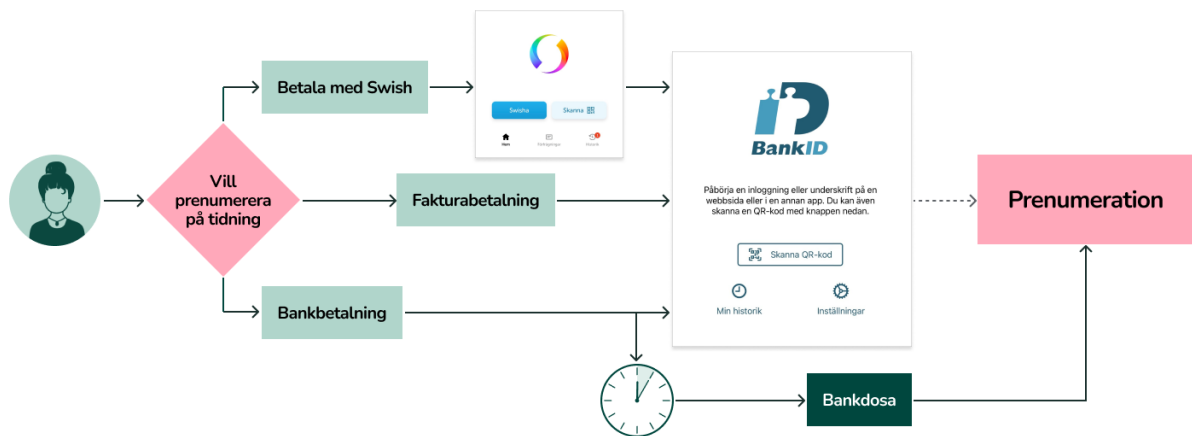 Betala med Swish
Swisha
Skanna
Hem
Historik
BankID
Påbörja en inloggning eller underskrift på en
webbsida eller i en annan app. Du kan även
skanna en QR-kod med knappen nedan.
Skanna QR-kod
Min historik
Inställningar
Vill
prenumerera
på tidning
Fakturabetalning
Prenumeration
Bankbetalning
Bankdosa